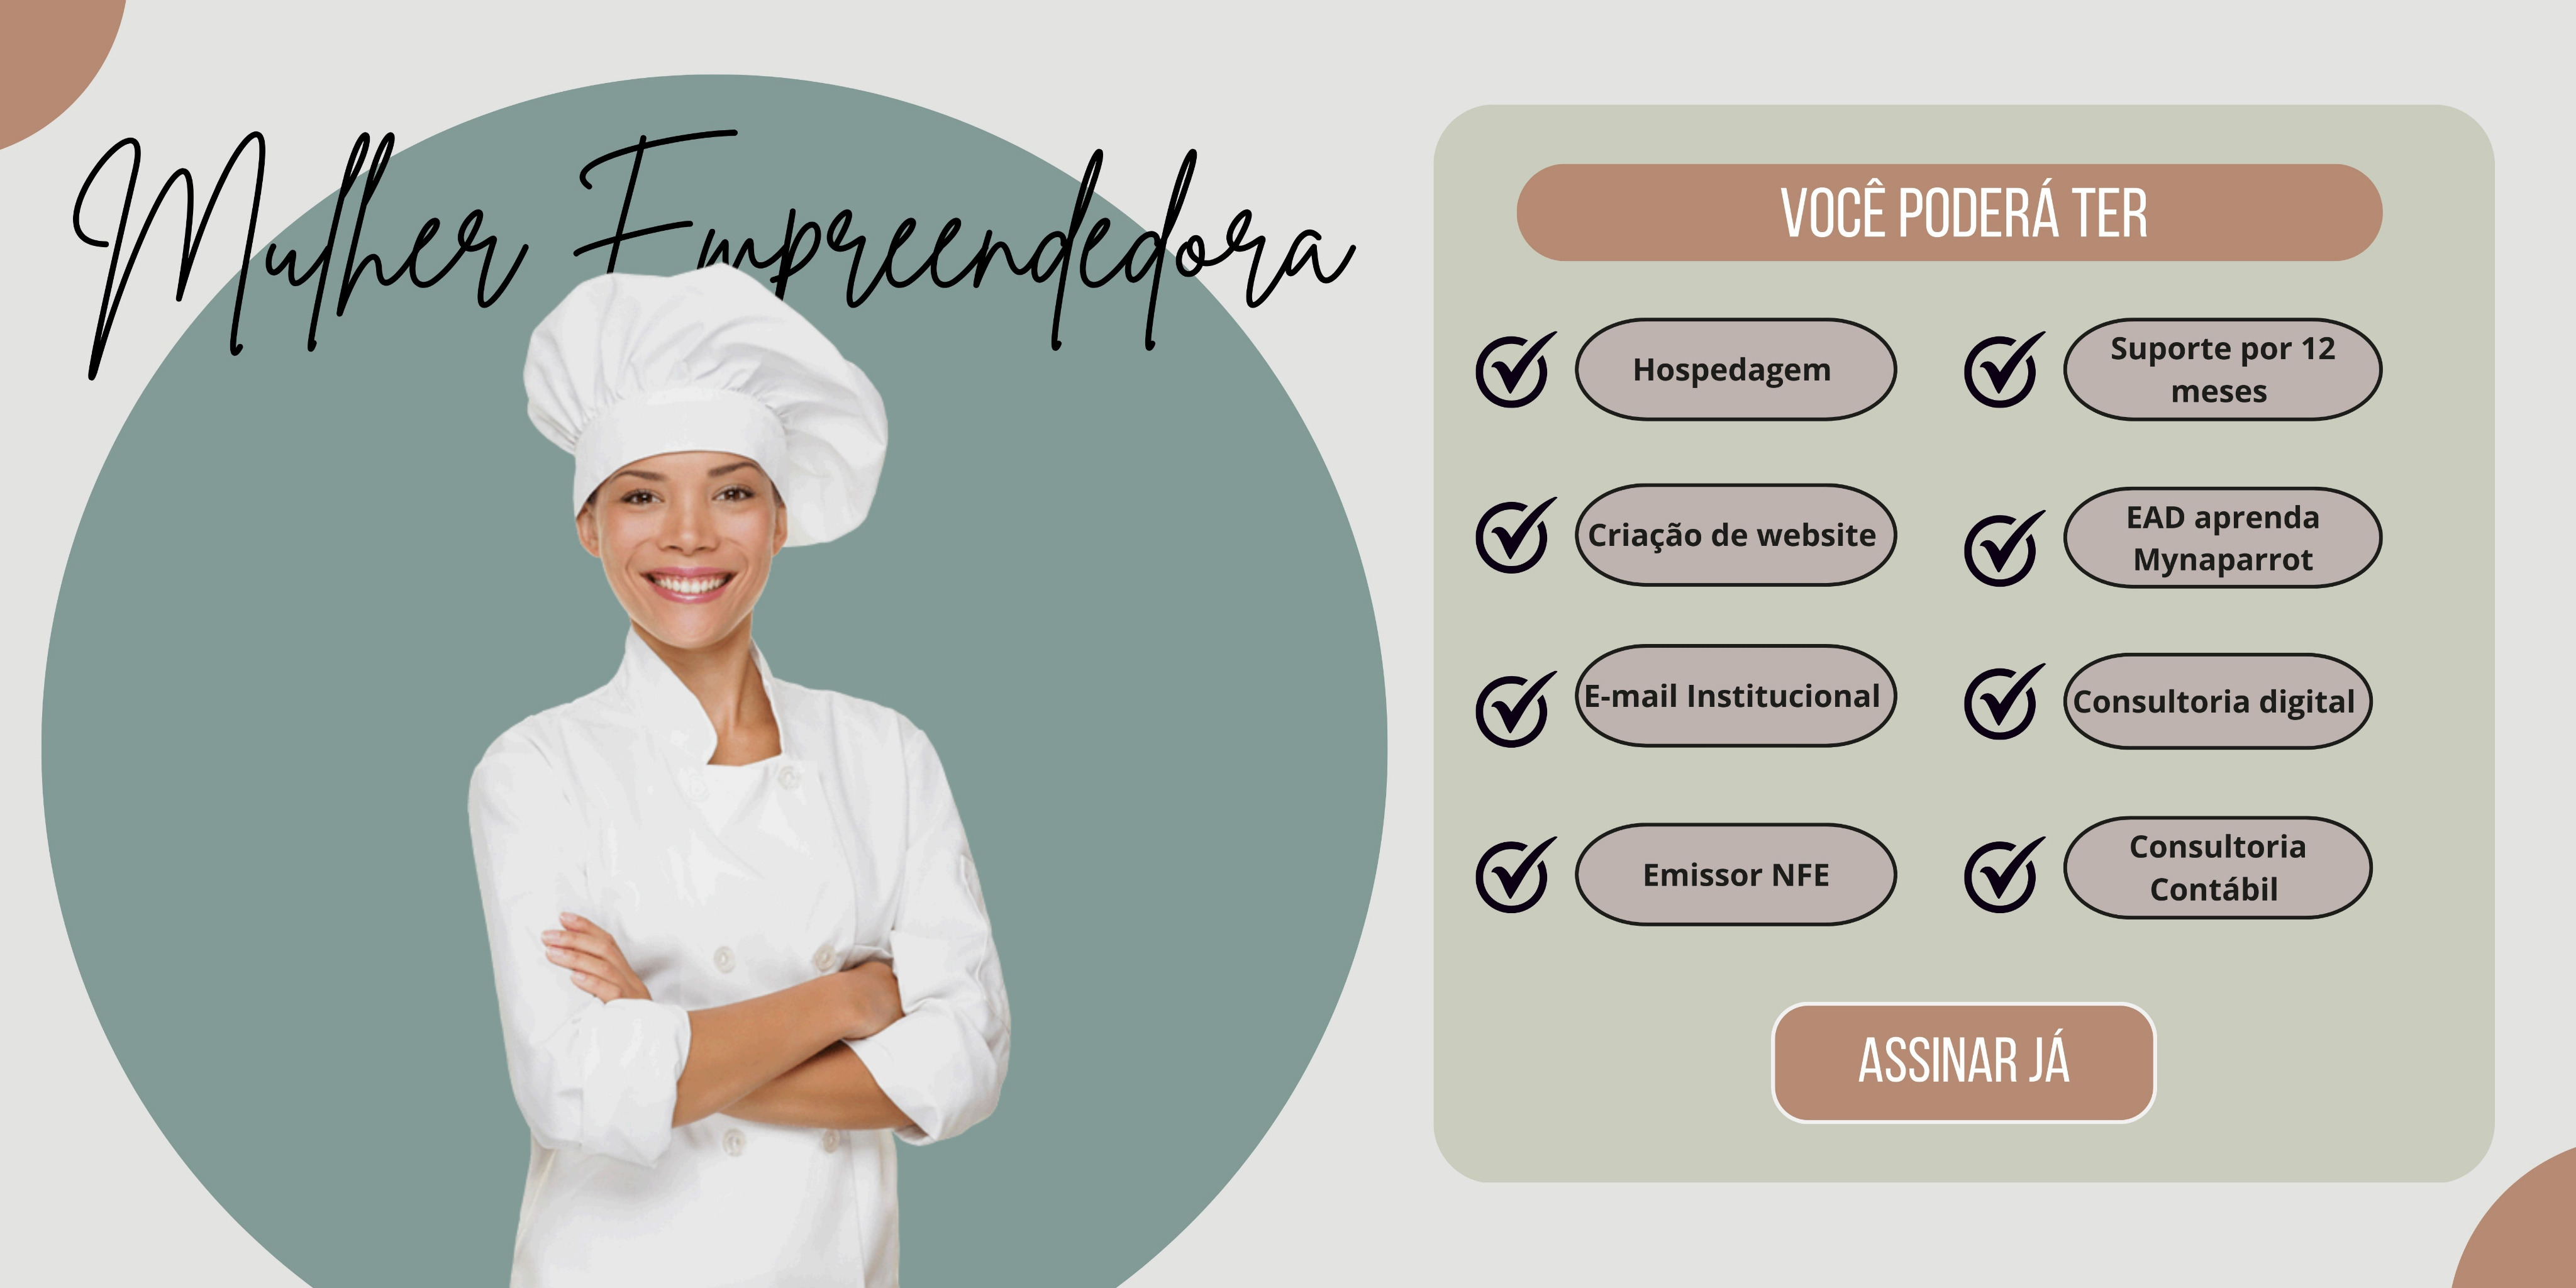 Mulher Empreendedora
VOCÊ PODERÁ TER
Hospedagem
Suporte por 12
meses
Criação de website
EAD aprenda
Mynaparrot
E-mail Institucional
Consultoria digital
Emissor NFE
Consultoria
Contábil
ASSINAR JÁ